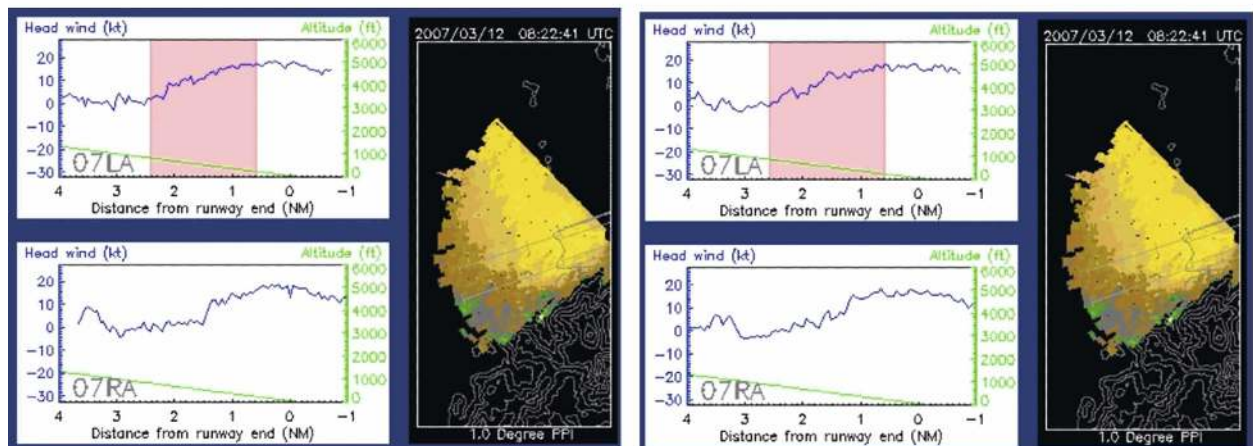 Head wind (kt) Altitude (ft)
20
10
0
−10
−20
−30
6000
5000
4000
3000
2000
1000
0
07LA
4 3 2 1 0 −1
Distance from runway end (NM)
Head wind (kt) Altitude (ft)
20
10
0
−10
−20
−30
6000
5000
4000
3000
2000
1000
0
07RA
4 3 2 1 0 −1
Distance from runway end (NM)
2007/03/12 08:22:41 UTC
1.0 Degree PPI
Head wind (kt) Altitude (ft)
20
10
0
−10
−20
−30
6000
5000
4000
3000
2000
1000
0
07LA
4 3 2 1 0 −1
Distance from runway end (NM)
Head wind (kt) Altitude (ft)
20
10
0
−10
−20
−30
6000
5000
4000
3000
2000
1000
0
07RA
4 3 2 1 0 −1
Distance from runway end (NM)
2007/03/12 08:22:41 UTC
1.0 Degree PPI